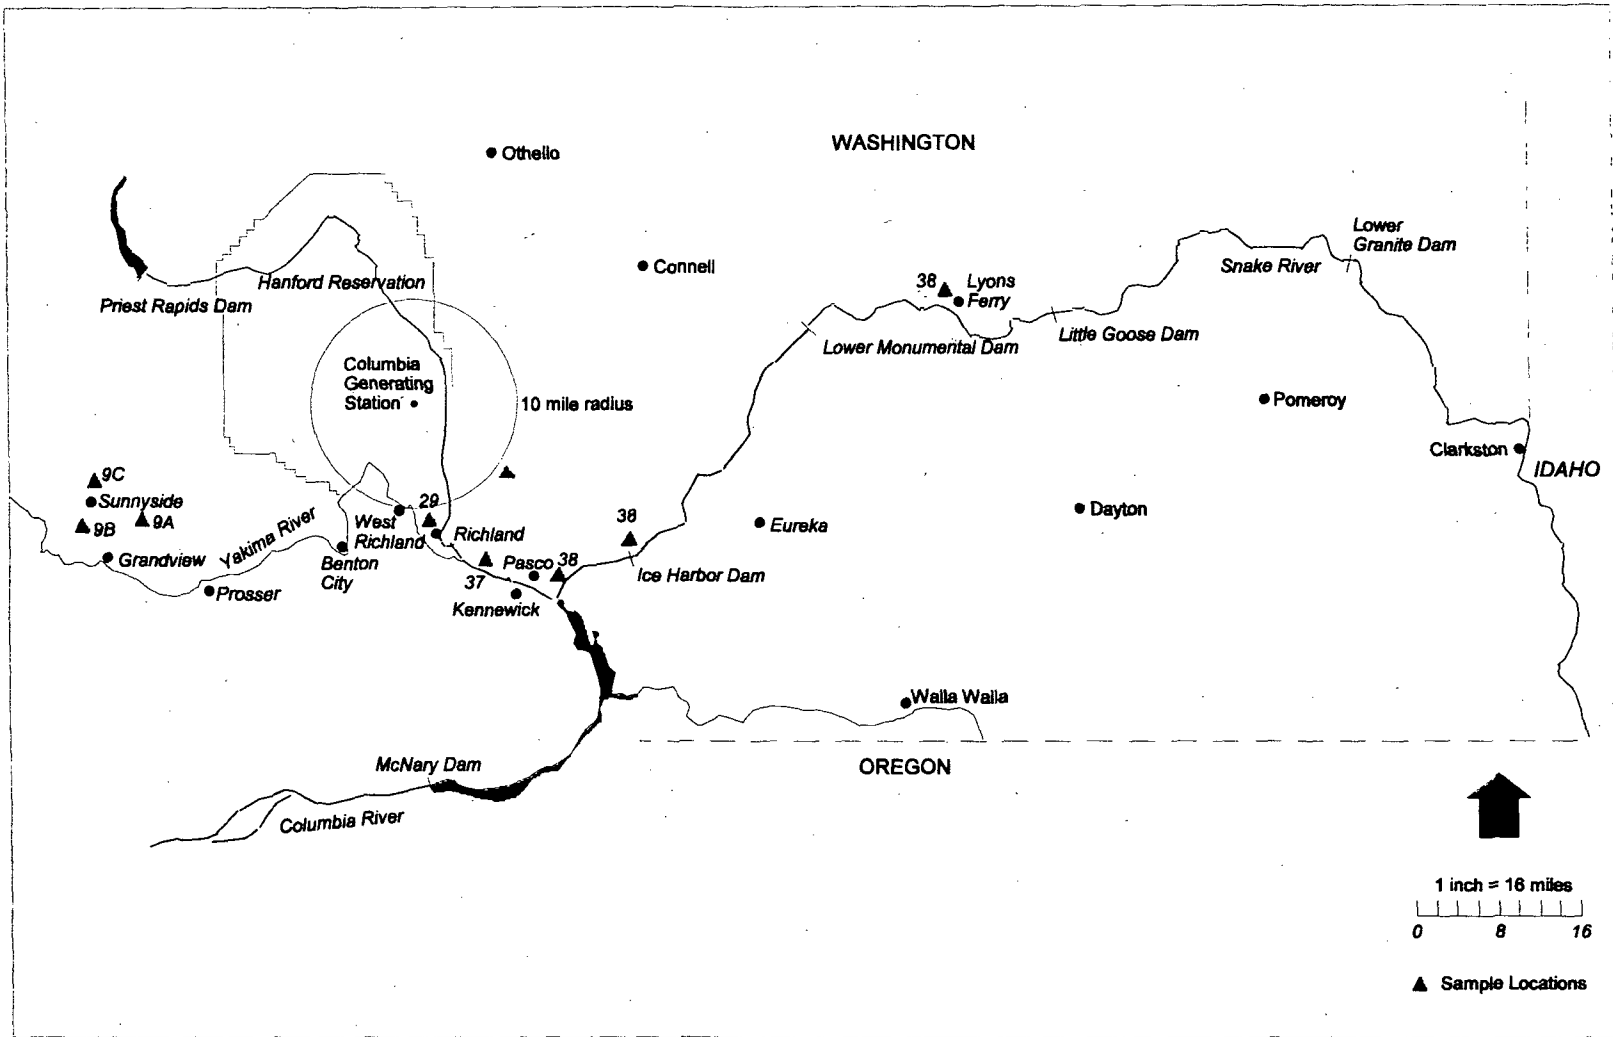 WASHINGTON
Othello
Lower
Granite Dam
Connell
Snake River
Hanford Reservation
Priest Rapids Dam
38
Lyons
Ferry
Little Goose Dam
Lower Monumental Dam
Columbia
Generating
Station
10 mile radius
Pomeroy
Clarkston
IDAHO
9C
Sunnyside
9B
9A
Grandview
Yakima River
Prosser
Benton
City
West
Richland
29
Richland
37
Pasco
38
Kennewick
38
Ice Harbor Dam
Eureka
Dayton
Walla Walla
OREGON
McNary Dam
Columbia River
1 inch = 16 miles
0 8 16
Sample Locations